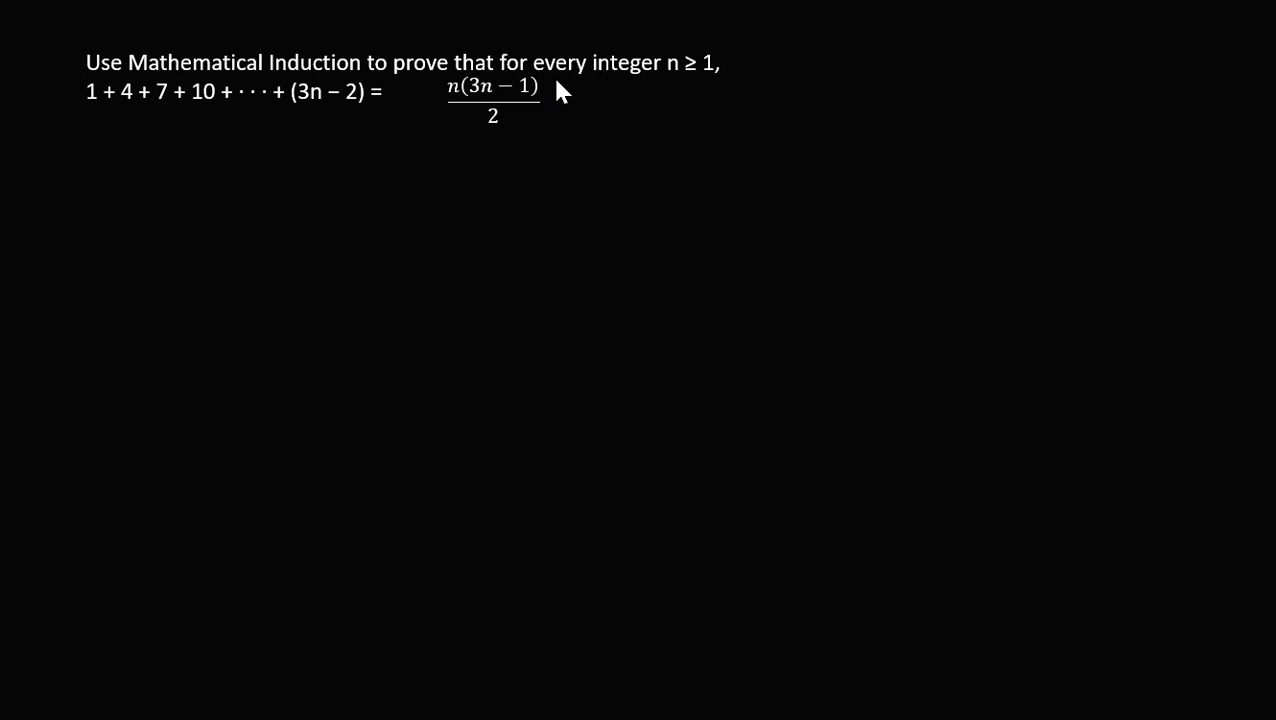 Use Mathematical Induction to prove that for every integer n ≥ 1,
1 + 4 + 7 + 10 + · · · + (3n − 2) = n(3n − 1)
2